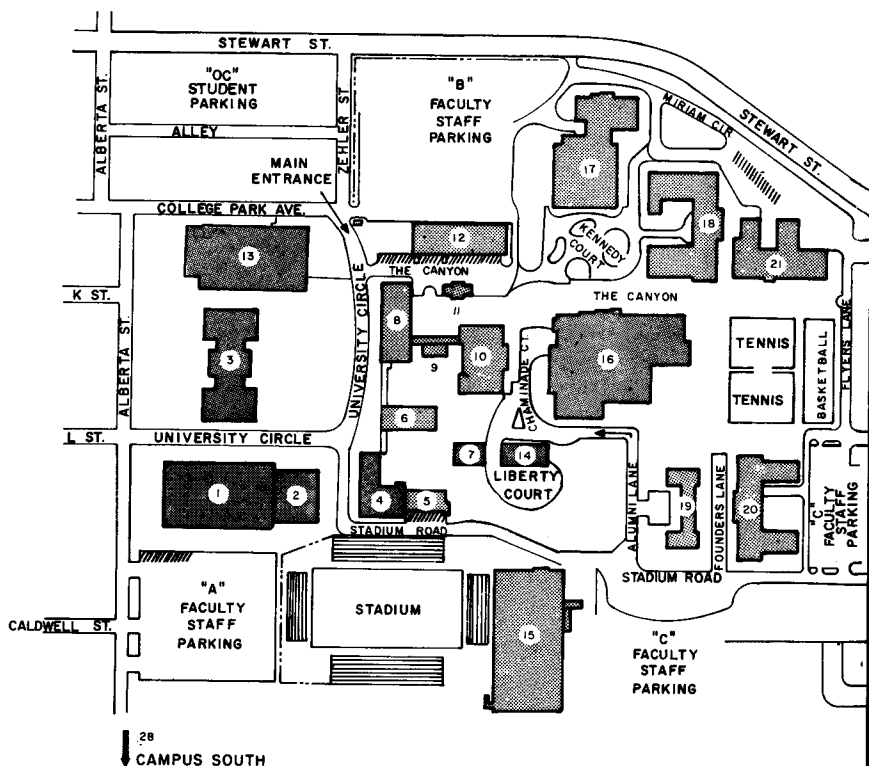 STEWART ST.
ALBERTA ST.
"OC"
STUDENT
PARKING
ZEHLER ST
"B"
FACULTY
STAFF
PARKING
MIRIAM CIR.
STEWART ST.
ALLEY
MAIN
ENTRANCE
COLLEGE PARK AVE.
17
18
12
KENNEDY
COURT
13
21
THE CANYON
K ST.
11
THE CANYON
8
UNIVERSITY CIRCLE
ALBERTA ST.
3
9
10
CHAMINADE CT.
16
TENNIS
TENNIS
BASKETBALL
FLYERS LANE
6
L ST.
UNIVERSITY CIRCLE
7
14
LIBERTY
COURT
1
2
4
5
ALUMNI LANE
19
FOUNDERS LANE
20
"C"
FACULTY
STAFF
PARKING
STADIUM ROAD
STADIUM ROAD
"A"
FACULTY
STAFF
PARKING
STADIUM
15
CALDWELL ST.
"C"
FACULTY
STAFF
PARKING
28
CAMPUS SOUTH